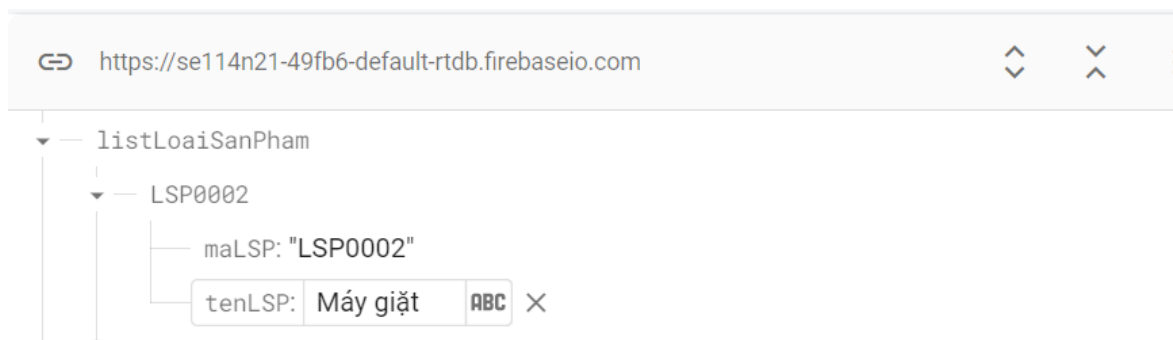 https://se114n21-49fb6-default-rtdb.firebaseio.com
listLoaiSanPham
LSP0002
maLSP: "LSP0002"
tenLSP: Máy giặt ABC